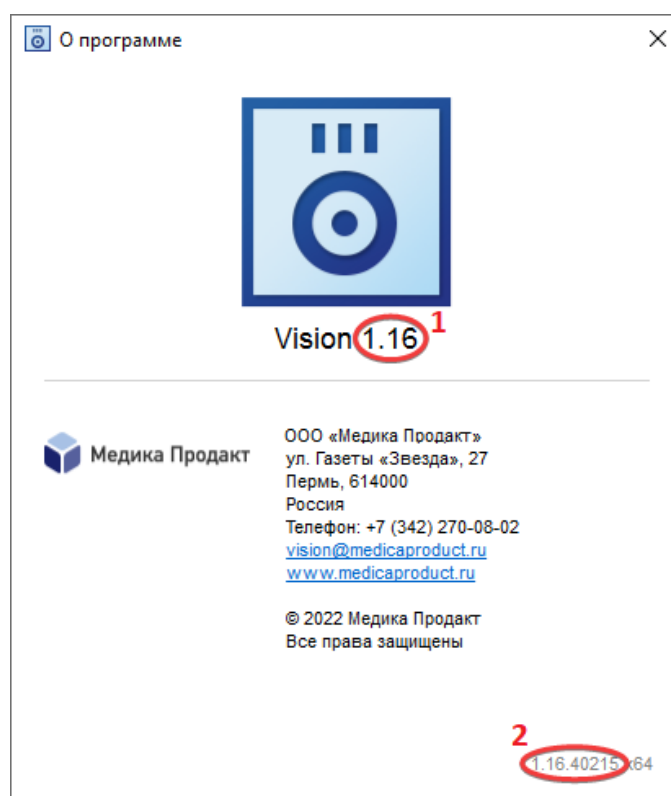 О программе
Vision 1.16
1
Медика Продакт
ООО «Медика Продакт»
ул. Газеты «Звезда», 27
Пермь, 614000
Россия
Телефон: +7 (342) 270-08-02
vision@medicaproduct.ru
www.medicaproduct.ru
© 2022 Медика Продакт
Все права защищены
2
1.16.40215 x64